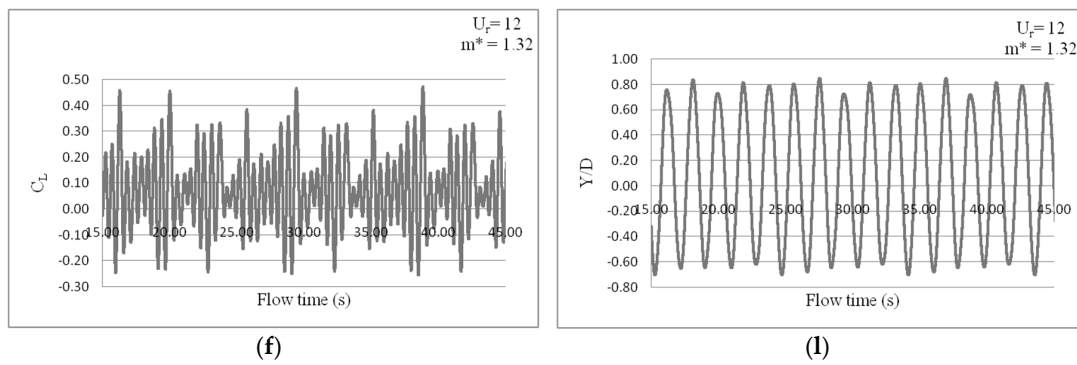 Uᵣ= 12
m* = 1.32
0.50
0.40
0.30
0.20
0.10
0.00
-0.10
-0.20
-0.30
C_L
15.00 20.00 25.00 30.00 35.00 40.00 45.00
Flow time (s)
(f)
Uᵣ= 12
m* = 1.32
1.00
0.80
0.60
0.40
0.20
0.00
-0.20
-0.40
-0.60
-0.80
Y/D
15.00 20.00 25.00 30.00 35.00 40.00 45.00
Flow time (s)
(l)